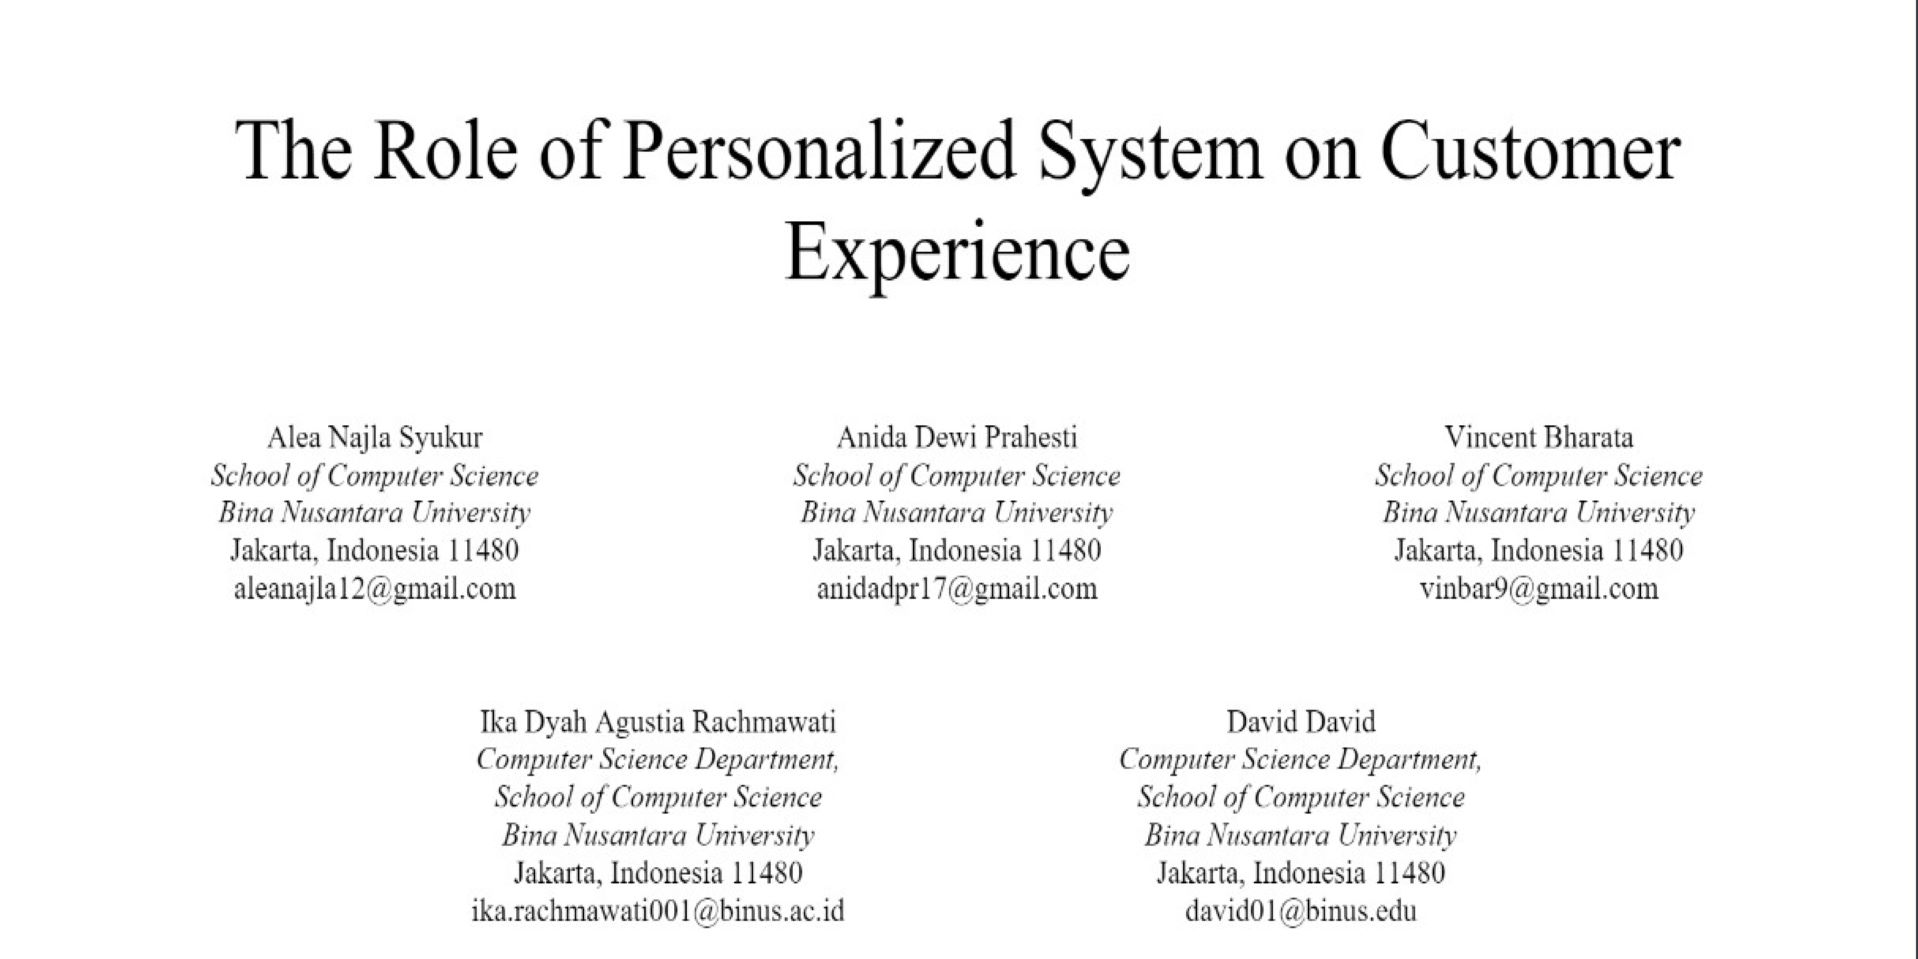 The Role of Personalized System on Customer
Experience
Alea Najla Syukur
School of Computer Science
Bina Nusantara University
Jakarta, Indonesia 11480
aleanajla12@gmail.com
Anida Dewi Prahesti
School of Computer Science
Bina Nusantara University
Jakarta, Indonesia 11480
anidadpr17@gmail.com
Vincent Bharata
School of Computer Science
Bina Nusantara University
Jakarta, Indonesia 11480
vinbar9@gmail.com
Ika Dyah Agustia Rachmawati
Computer Science Department,
School of Computer Science
Bina Nusantara University
Jakarta, Indonesia 11480
ika.rachmawati001@binus.ac.id
David David
Computer Science Department,
School of Computer Science
Bina Nusantara University
Jakarta, Indonesia 11480
david01@binus.edu